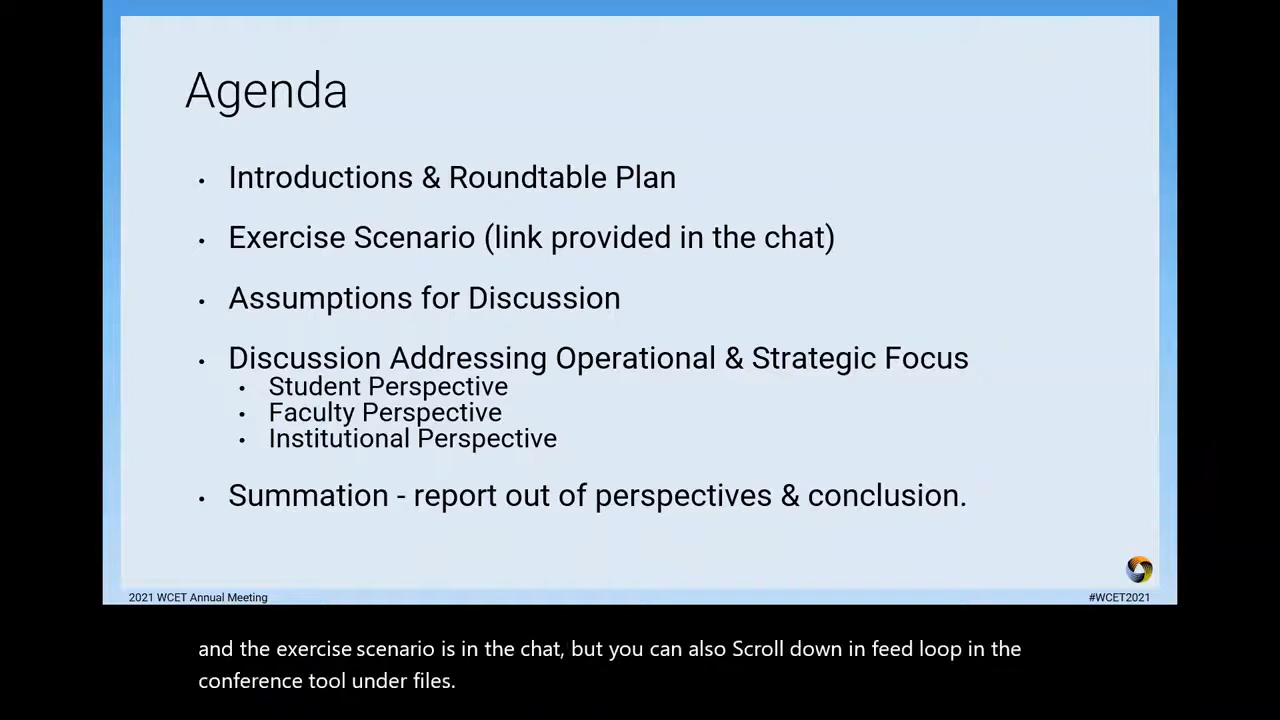 Agenda
• Introductions & Roundtable Plan
• Exercise Scenario (link provided in the chat)
• Assumptions for Discussion
• Discussion Addressing Operational & Strategic Focus
• Student Perspective
• Faculty Perspective
• Institutional Perspective
• Summation - report out of perspectives & conclusion.
2021 WCET Annual Meeting
#WCET2021
and the exercise scenario is in the chat, but you can also Scroll down in feed loop in the
conference tool under files.